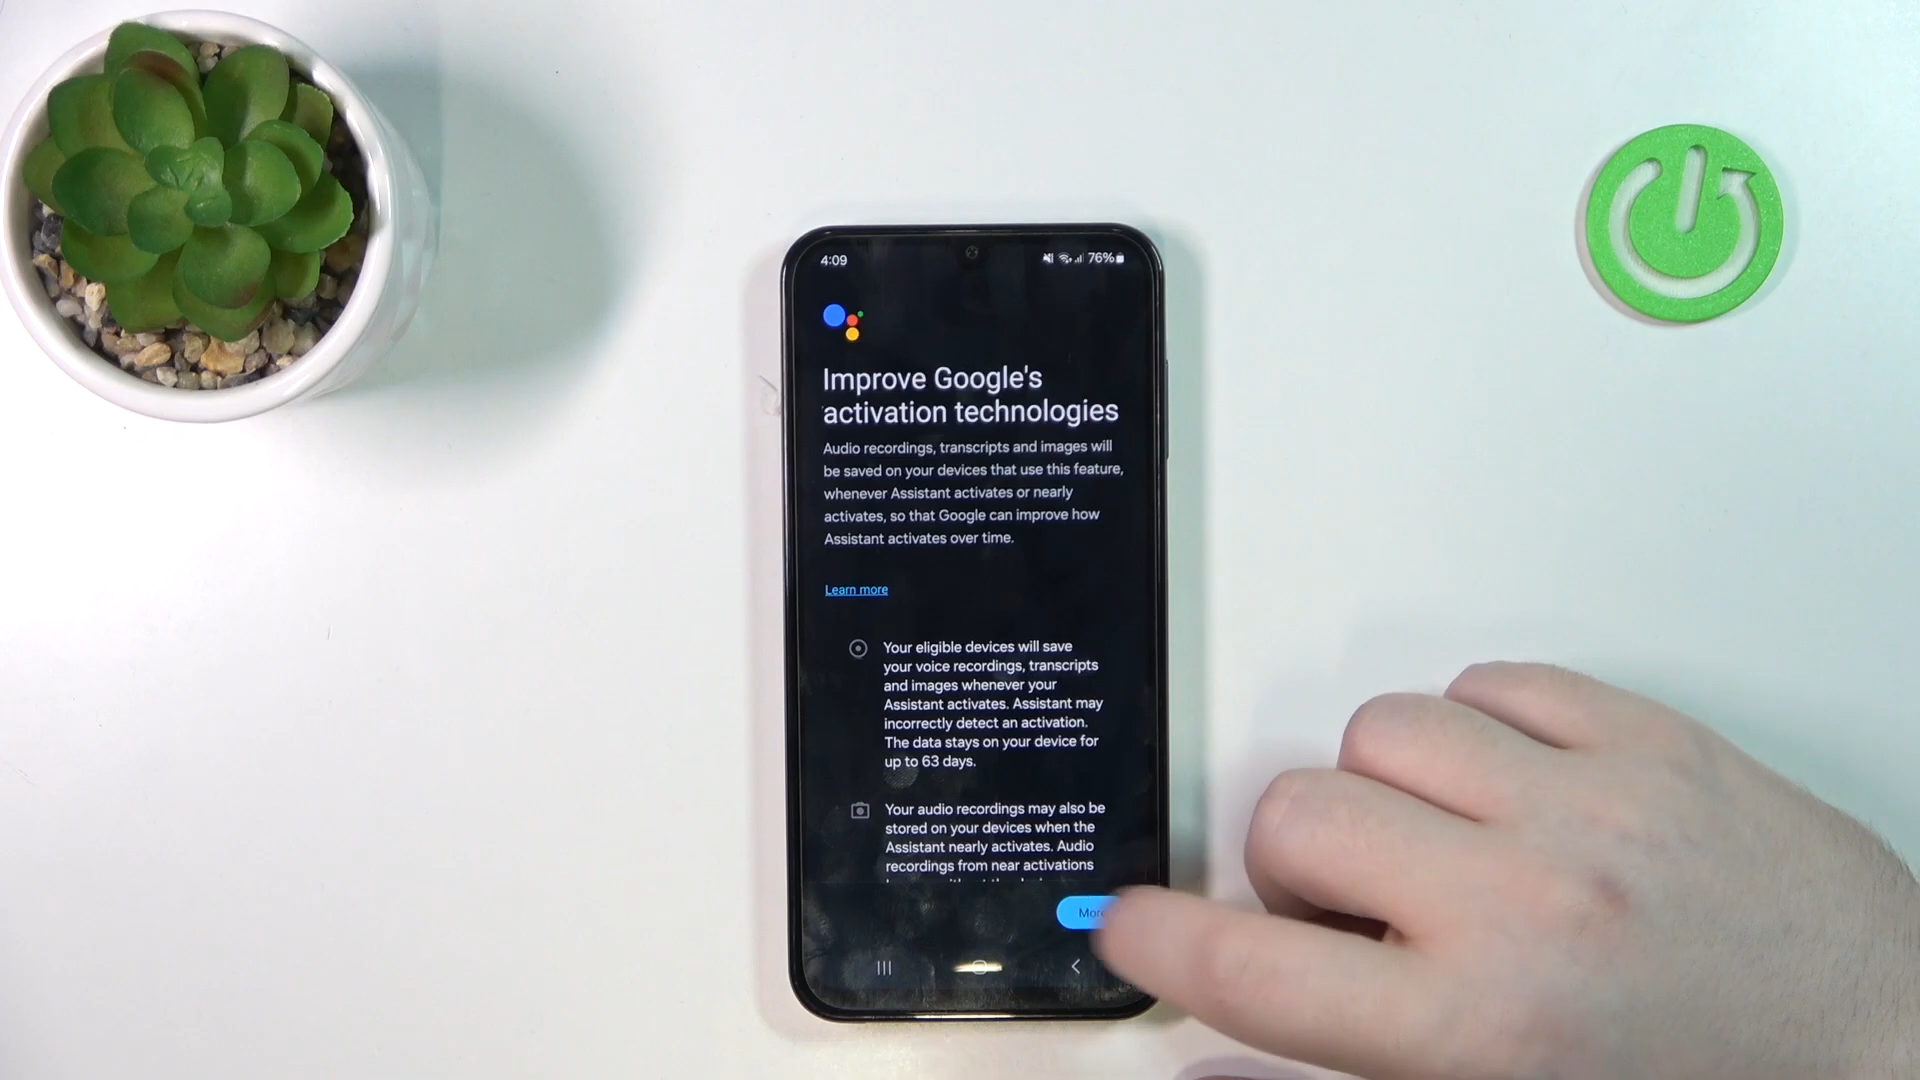 4:09
76%
Improve Google's
activation technologies
Audio recordings, transcripts and images will
be saved on your devices that use this feature,
whenever Assistant activates or nearly
activates, so that Google can improve how
Assistant activates over time.
Learn more
Your eligible devices will save
your voice recordings, transcripts
and images whenever your
Assistant activates. Assistant may
incorrectly detect an activation.
The data stays on your device for
up to 63 days.
Your audio recordings may also be
stored on your devices when the
Assistant nearly activates. Audio
recordings from near activations
More